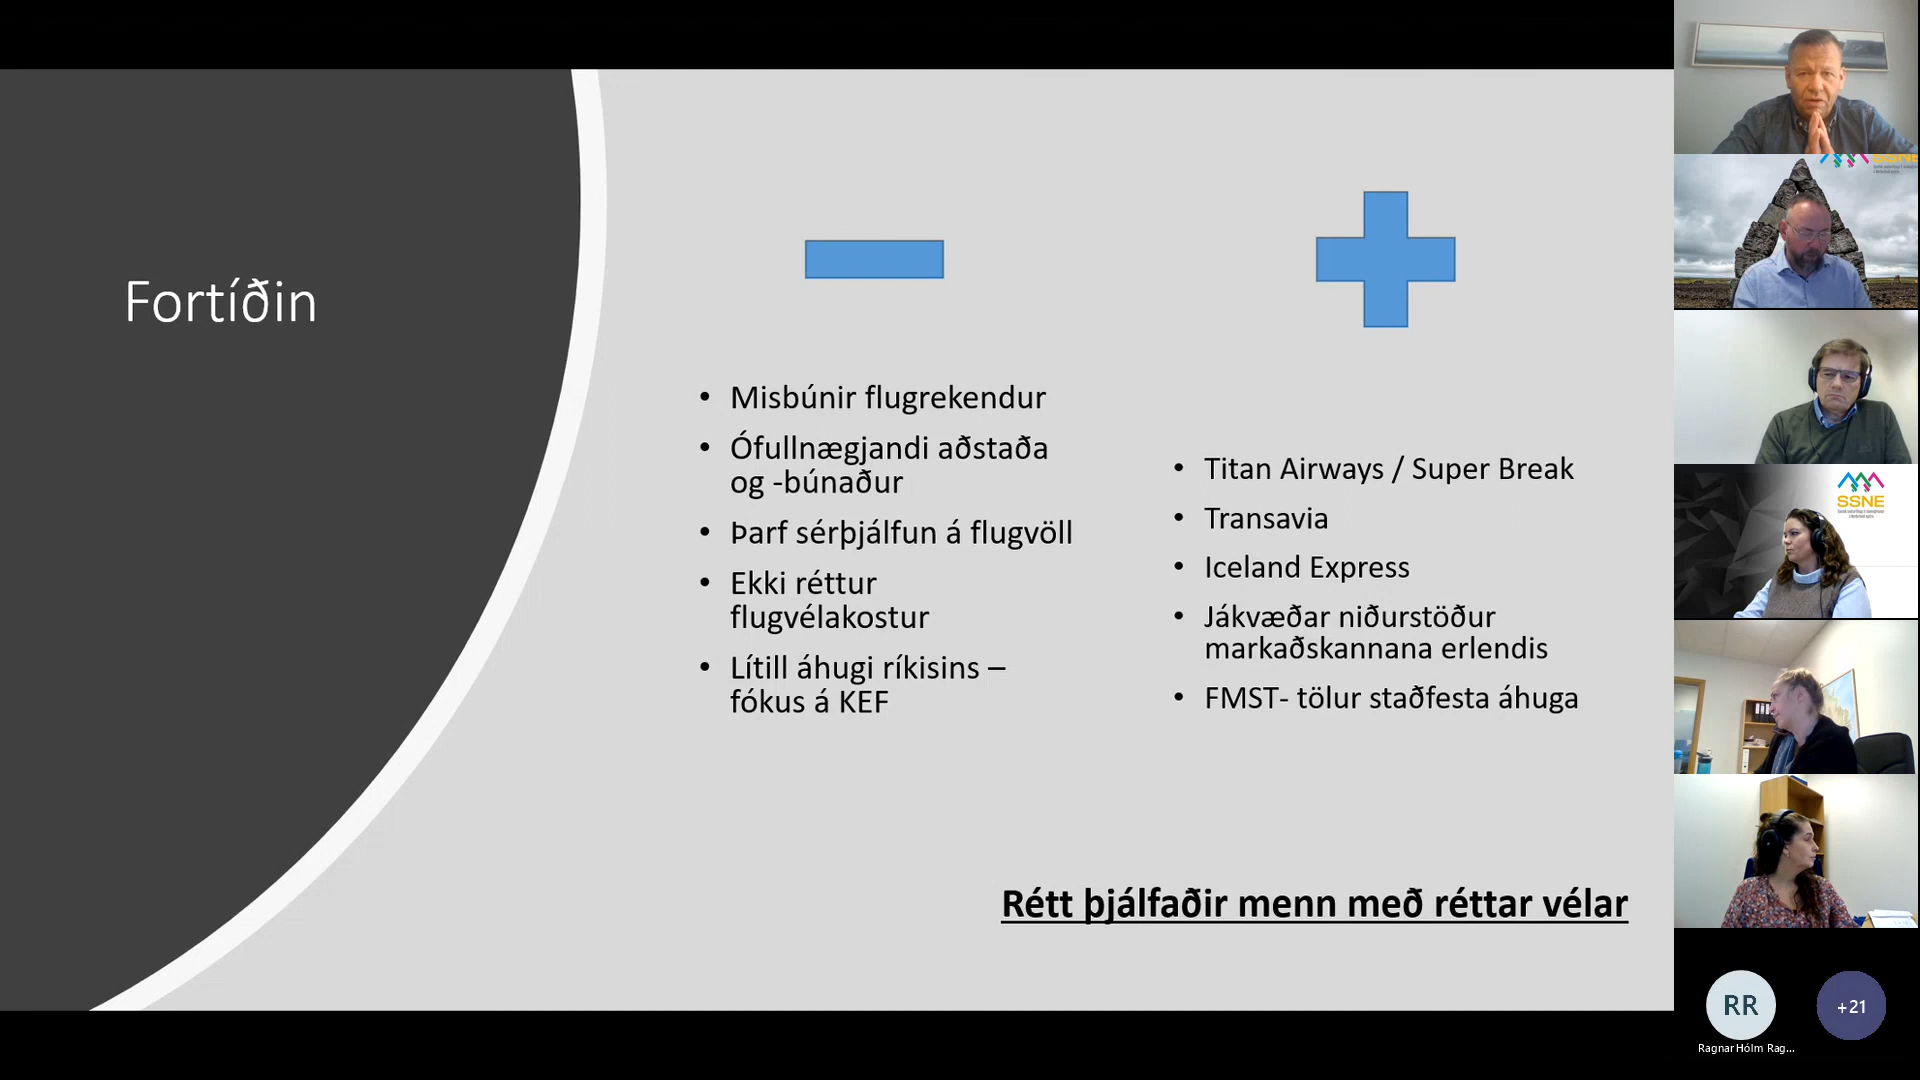 Fortíðin
• Misbúnir flugrekendur
• Ófullnægjandi aðstaða
og -búnaður
• Þarf sérþjálfun á flugvöll
• Ekki réttur
flugvélakostur
• Lítill áhugi ríkisins –
fókus á KEF
• Titan Airways / Super Break
• Transavia
• Iceland Express
• Jákvæðar niðurstöður
markaðskannana erlendis
• FMST- tölur staðfesta áhuga
Rétt þjálfaðir menn með réttar vélar
SSNE
SSNE
RR
Ragnar Hólm Rag...
+21